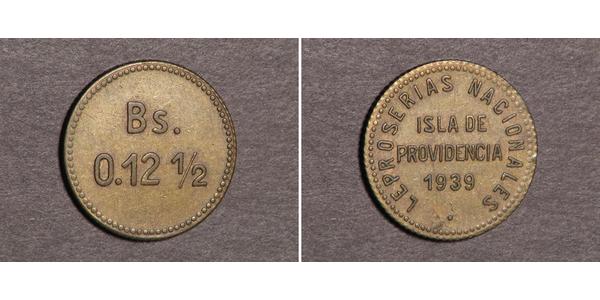 Bs.
0.12 ½
LEPROSERIAS NACIONALES
ISLA DE
PROVIDENCIA
1939